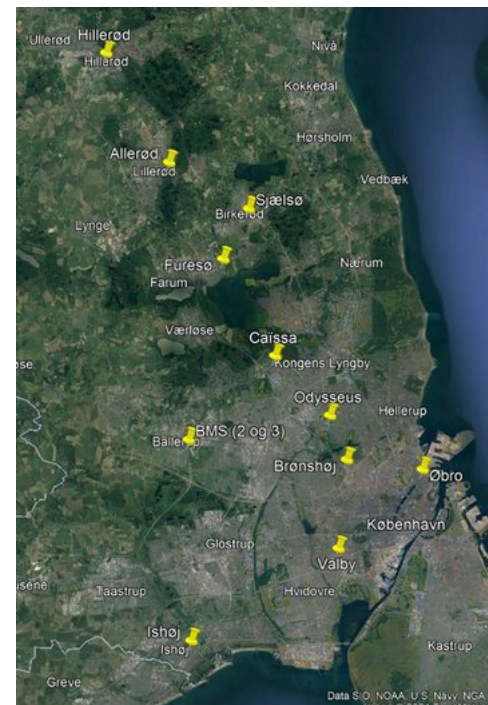 Ullerød
Hillerød
Hillerød
Nivå
Kokkedal
Hørsholm
Allerød
Lillerød
Vedbæk
Sjælsø
Birkerød
Lynge
Furesø
Nærum
Farum
Værløse
Caïssa
Kongens Lyngby
Odysseus
Hellerup
BMS (2 og 3)
Ballerup
Brønshøj
Øbro
København
Glostrup
Valby
Taastrup
Hvidovre
Ishøj
Ishøj
Kastrup
Greve
Data SIO, NOAA, U.S. Navy, NGA